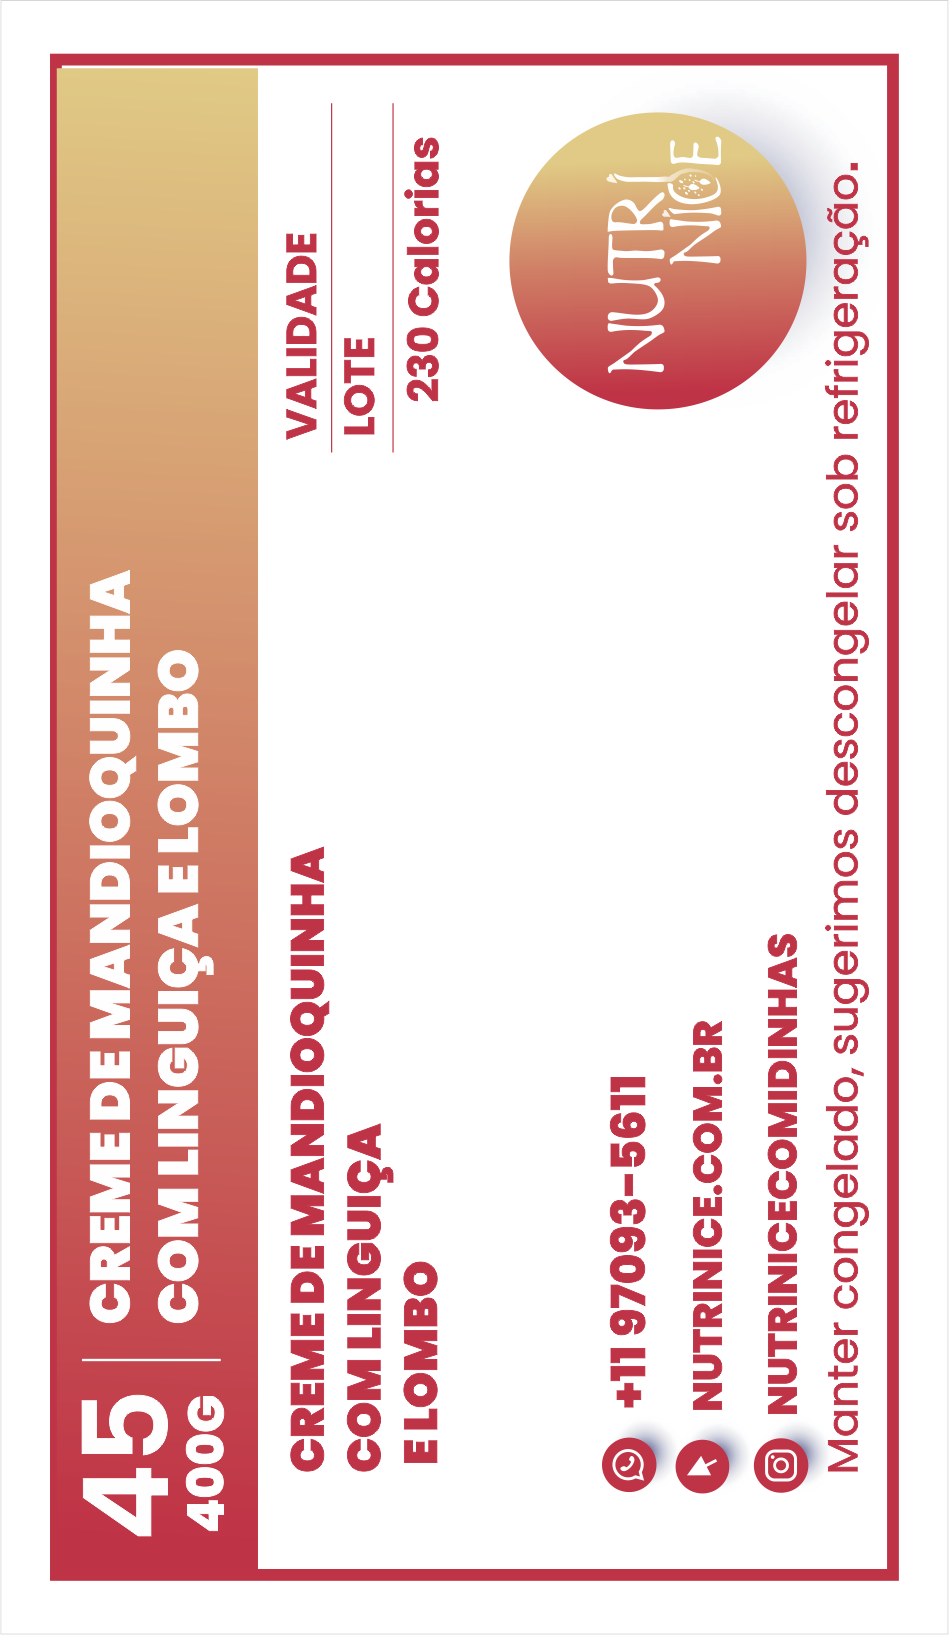 45
400G
CREME DE MANDIOQUINHA
COM LINGUIÇA E LOMBO
CREME DE MANDIOQUINHA
COM LINGUIÇA
E LOMBO
VALIDADE
LOTE
230 Calorias
+11 97093-5611
NUTRINICE.COM.BR
NUTRINICECOMIDINHAS
NUTRI
NICE
Manter congelado, sugerimos descongelar sob refrigeração.